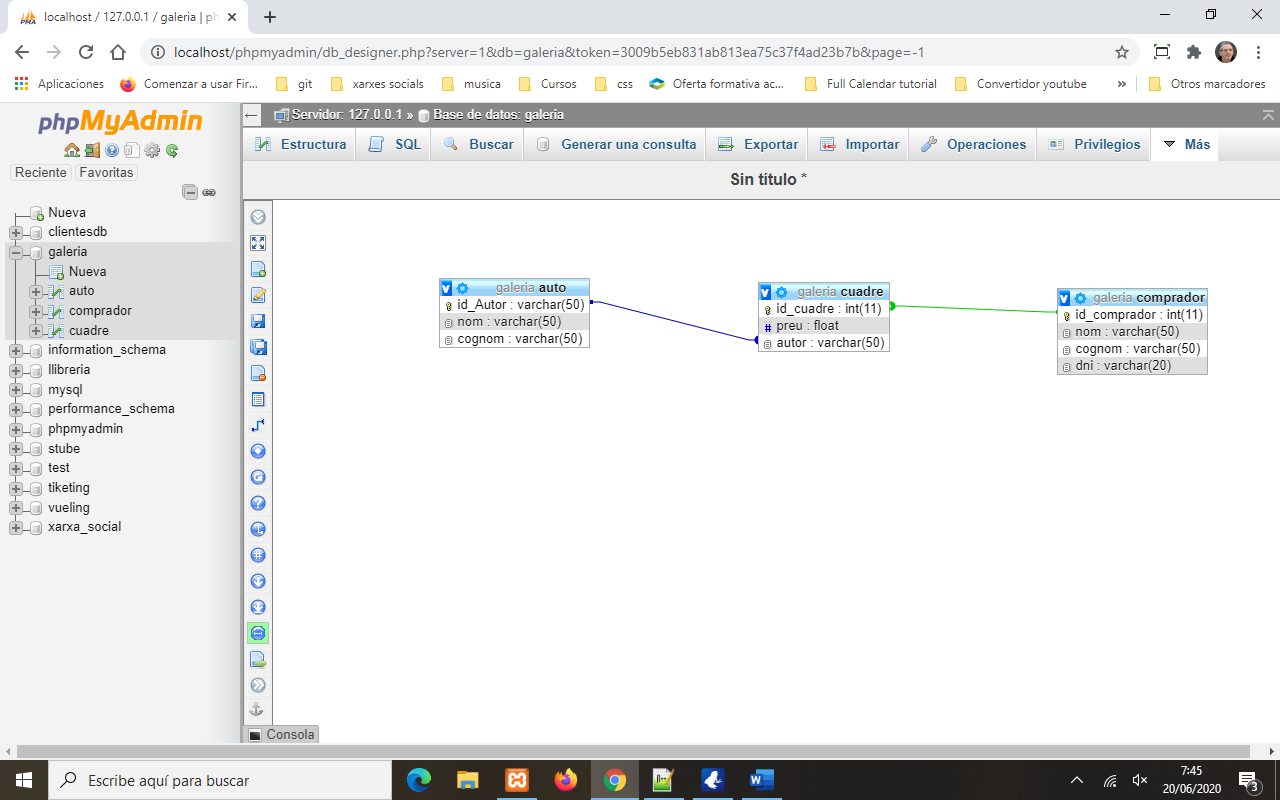 localhost / 127.0.0.1 / galeria | ph
localhost/phpmyadmin/db_designer.php?server=1&db=galeria&token=3009b5eb831ab813ea75c37f4ad23b7b&page=-1
Aplicaciones Comenzar a usar Fir... git xarxes socials musica Cursos css Oferta formativa ac... Full Calendar tutorial Convertidor youtube » Otros marcadores
phpMyAdmin
Reciente Favoritas
Nueva
clientesdb
galeria
Nueva
auto
comprador
cuadre
information_schema
llibreria
mysql
performance_schema
phpmyadmin
stube
test
tiketing
vueling
xarxa_social
Servidor: 127.0.0.1 » Base de datos: galeria
Estructura SQL Buscar Generar una consulta Exportar Importar Operaciones Privilegios Más
Sin título *
galeria auto
id_Autor : varchar(50)
nom : varchar(50)
cognom : varchar(50)
galeria cuadre
id_cuadre : int(11)
preu : float
autor : varchar(50)
galeria comprador
id_comprador : int(11)
nom : varchar(50)
cognom : varchar(50)
dni : varchar(20)
Consola
Escribe aquí para buscar
7:45
20/06/2020
3